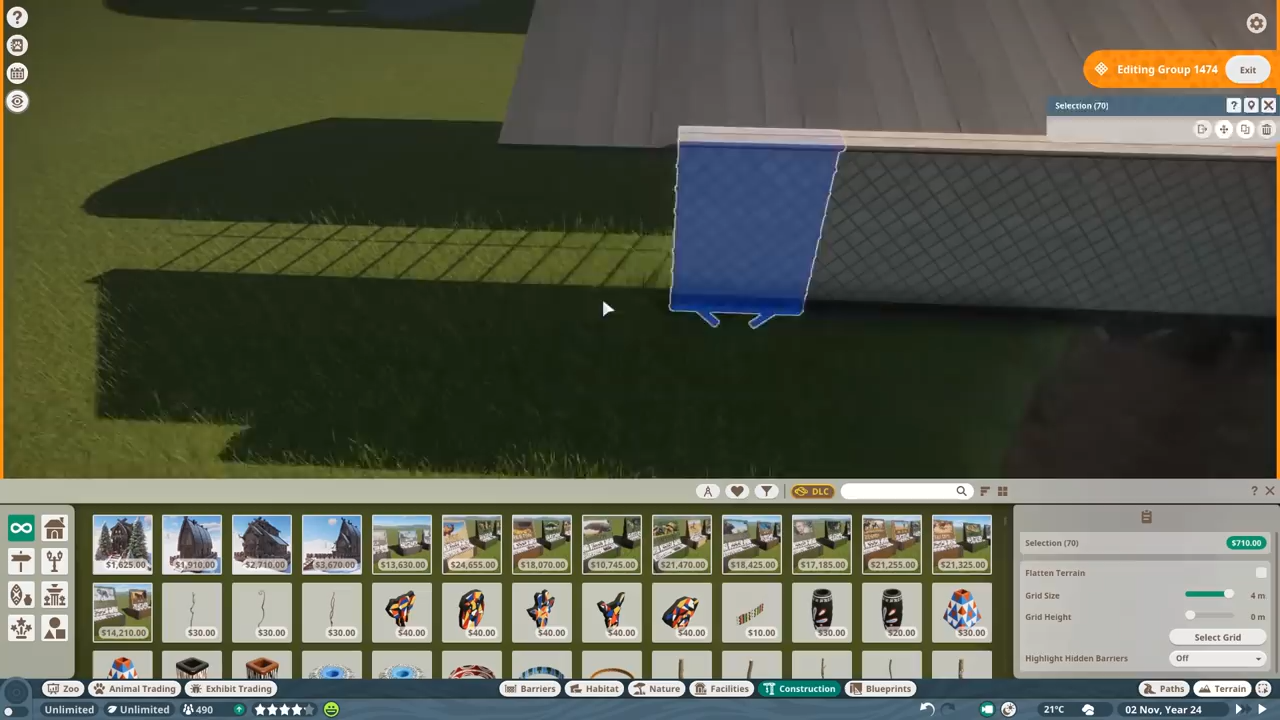 ?
Editing Group 1474
Exit
Selection (70)
?
DLC
?
$1,625.00
$1,910.00
$2,710.00
$3,670.00
$13,630.00
$24,655.00
$18,070.00
$10,745.00
$21,470.00
$18,425.00
$17,185.00
$21,255.00
$21,325.00
$14,210.00
$30.00
$30.00
$30.00
$40.00
$40.00
$40.00
$40.00
$40.00
$10.00
$30.00
$20.00
$30.00
Selection (70)
$710.00
Flatten Terrain
Grid Size
4 m
Grid Height
0 m
Select Grid
Highlight Hidden Barriers
Off
Zoo
Animal Trading
Exhibit Trading
Barriers
Habitat
Nature
Facilities
Construction
Blueprints
Paths
Terrain
Unlimited
Unlimited
490
21°C
02 Nov, Year 24